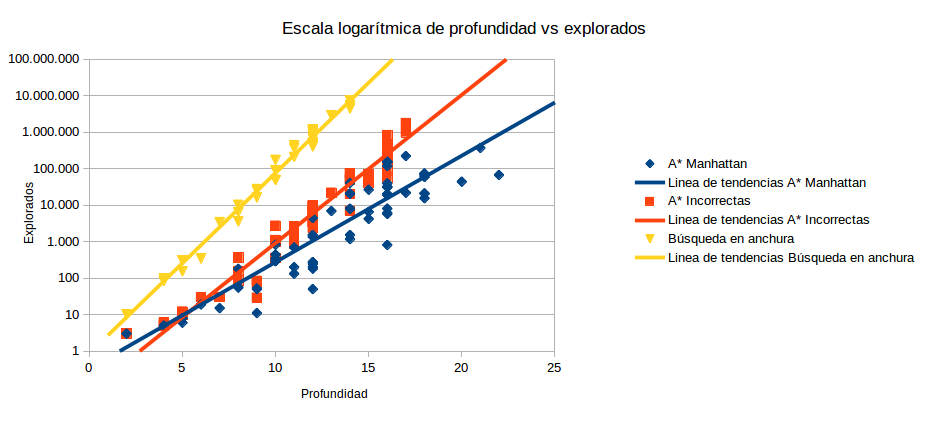 Escala logarítmica de profundidad vs explorados
100.000.000
10.000.000
1.000.000
100.000
10.000
1.000
100
10
1
0 5 10 15 20 25
Explorados
Profundidad
A* Manhattan
Linea de tendencias A* Manhattan
A* Incorrectas
Linea de tendencias A* Incorrectas
Búsqueda en anchura
Linea de tendencias Búsqueda en anchura